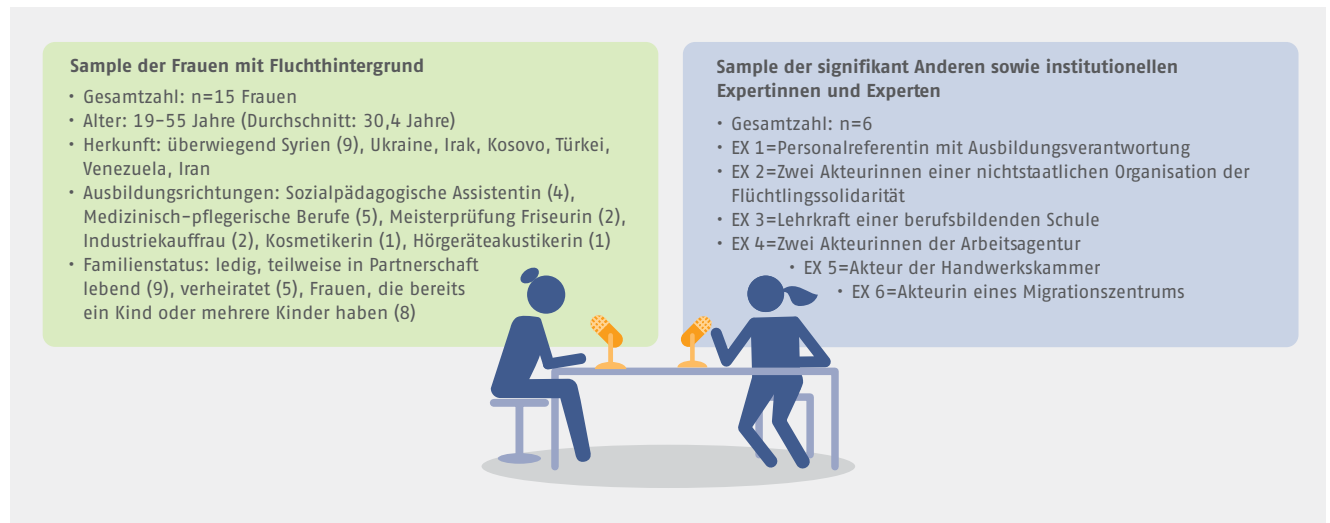 Sample der Frauen mit Fluchthintergrund
• Gesamtzahl: n=15 Frauen
• Alter: 19–55 Jahre (Durchschnitt: 30,4 Jahre)
• Herkunft: überwiegend Syrien (9), Ukraine, Irak, Kosovo, Türkei,
Venezuela, Iran
• Ausbildungsrichtungen: Sozialpädagogische Assistentin (4),
Medizinisch-pflegerische Berufe (5), Meisterprüfung Friseurin (2),
Industriekauffrau (2), Kosmetikerin (1), Hörgeräteakustikerin (1)
• Familienstatus: ledig, teilweise in Partnerschaft
lebend (9), verheiratet (5), Frauen, die bereits
ein Kind oder mehrere Kinder haben (8)
Sample der signifikant Anderen sowie institutionellen
Expertinnen und Experten
• Gesamtzahl: n=6
• EX 1=Personalreferentin mit Ausbildungsverantwortung
• EX 2=Zwei Akteurinnen einer nichtstaatlichen Organisation der
Flüchtlingssolidarität
• EX 3=Lehrkraft einer berufsbildenden Schule
• EX 4=Zwei Akteurinnen der Arbeitsagentur
• EX 5=Akteur der Handwerkskammer
• EX 6=Akteurin eines Migrationszentrums